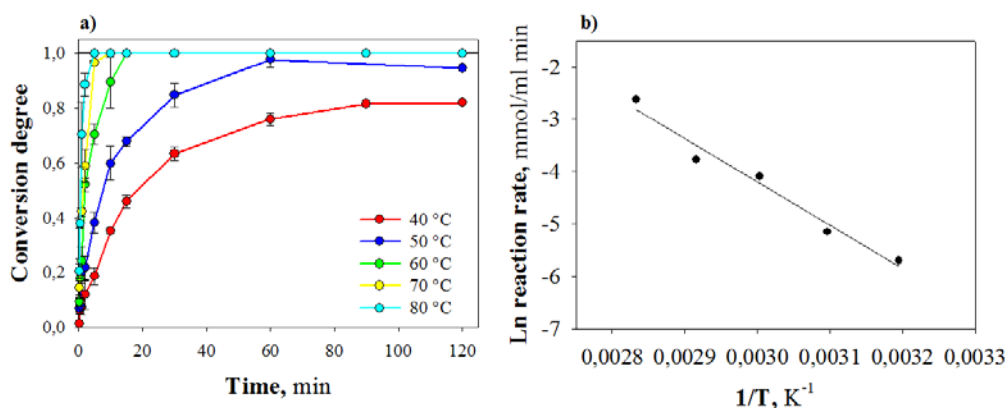 a)
Conversion degree
1,0
0,8
0,6
0,4
0,2
0,0
40 °C
50 °C
60 °C
70 °C
80 °C
0 20 40 60 80 100 120
Time, min
b)
Ln reaction rate, mmol/ml min
-2
-3
-4
-5
-6
-7
0,0028 0,0029 0,0030 0,0031 0,0032 0,0033
1/T, K⁻¹